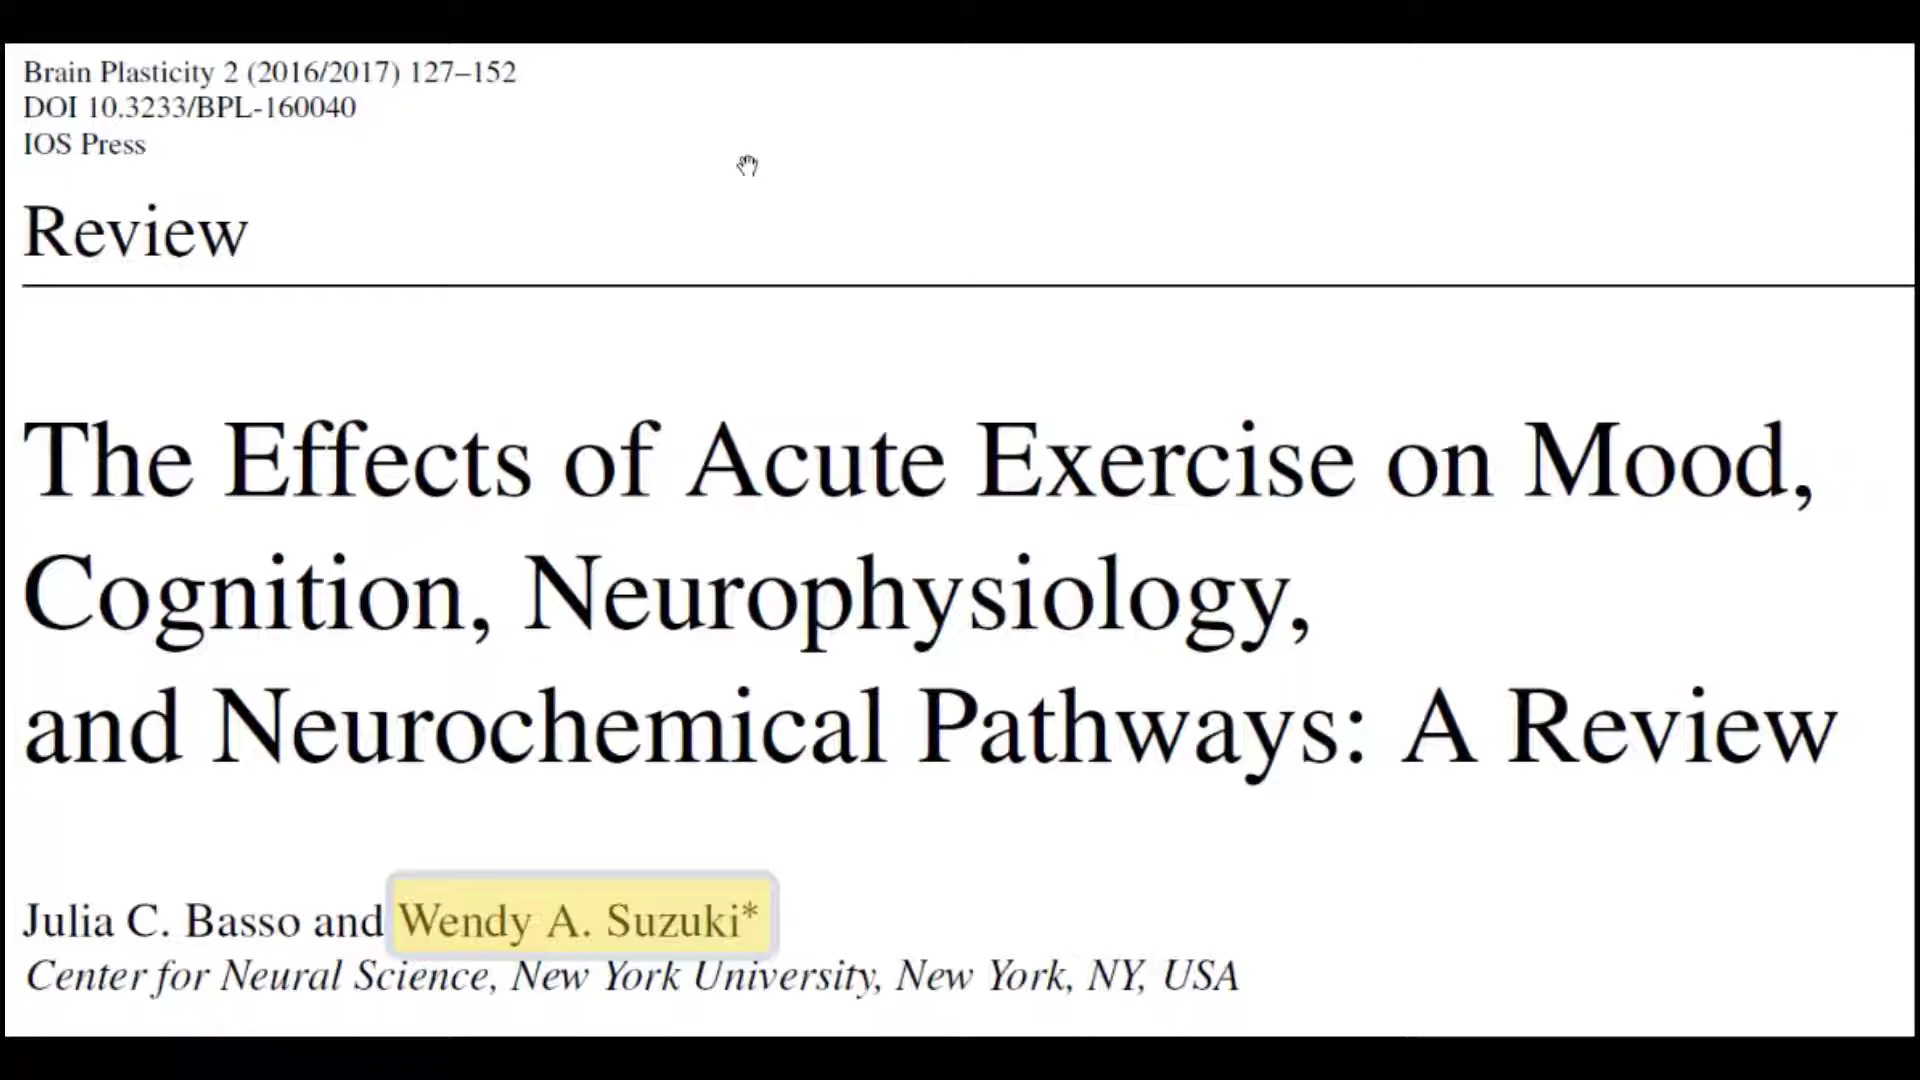 Brain Plasticity 2 (2016/2017) 127–152
DOI 10.3233/BPL-160040
IOS Press
Review
The Effects of Acute Exercise on Mood,
Cognition, Neurophysiology,
and Neurochemical Pathways: A Review
Julia C. Basso and Wendy A. Suzuki*
Center for Neural Science, New York University, New York, NY, USA